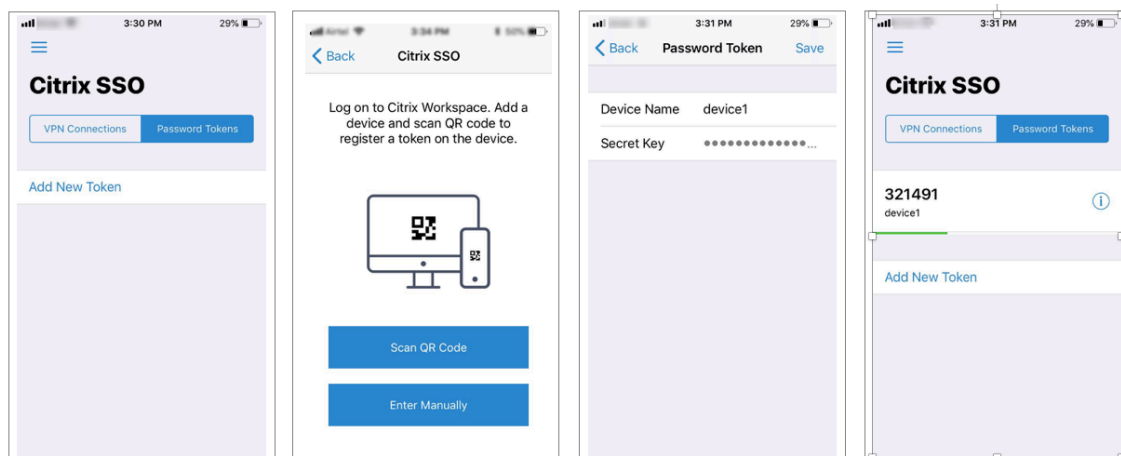 3:30 PM 29%
Citrix SSO
VPN Connections Password Tokens
Add New Token
3:34 PM 50%
Back Citrix SSO
Log on to Citrix Workspace. Add a
device and scan QR code to
register a token on the device.
Scan QR Code
Enter Manually
3:31 PM 29%
Back Password Token Save
Device Name device1
Secret Key ●●●●●●●●●●●●●...
3:31 PM 29%
Citrix SSO
VPN Connections Password Tokens
321491
device1
Add New Token